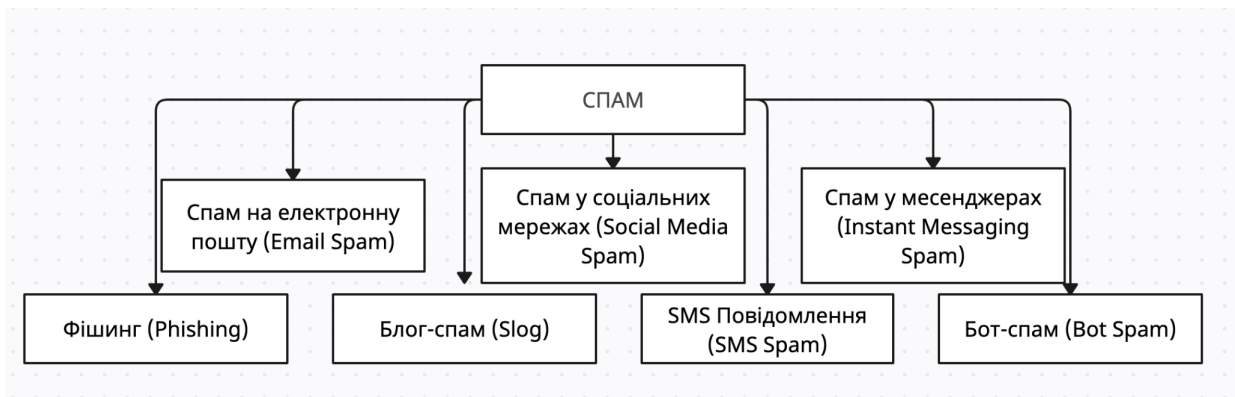 СПАМ
Спам на електронну
пошту (Email Spam)
Спам у соціальних
мережах (Social Media
Spam)
Спам у месенджерах
(Instant Messaging
Spam)
Фішинг (Phishing)
Блог-спам (Slog)
SMS Повідомлення
(SMS Spam)
Бот-спам (Bot Spam)